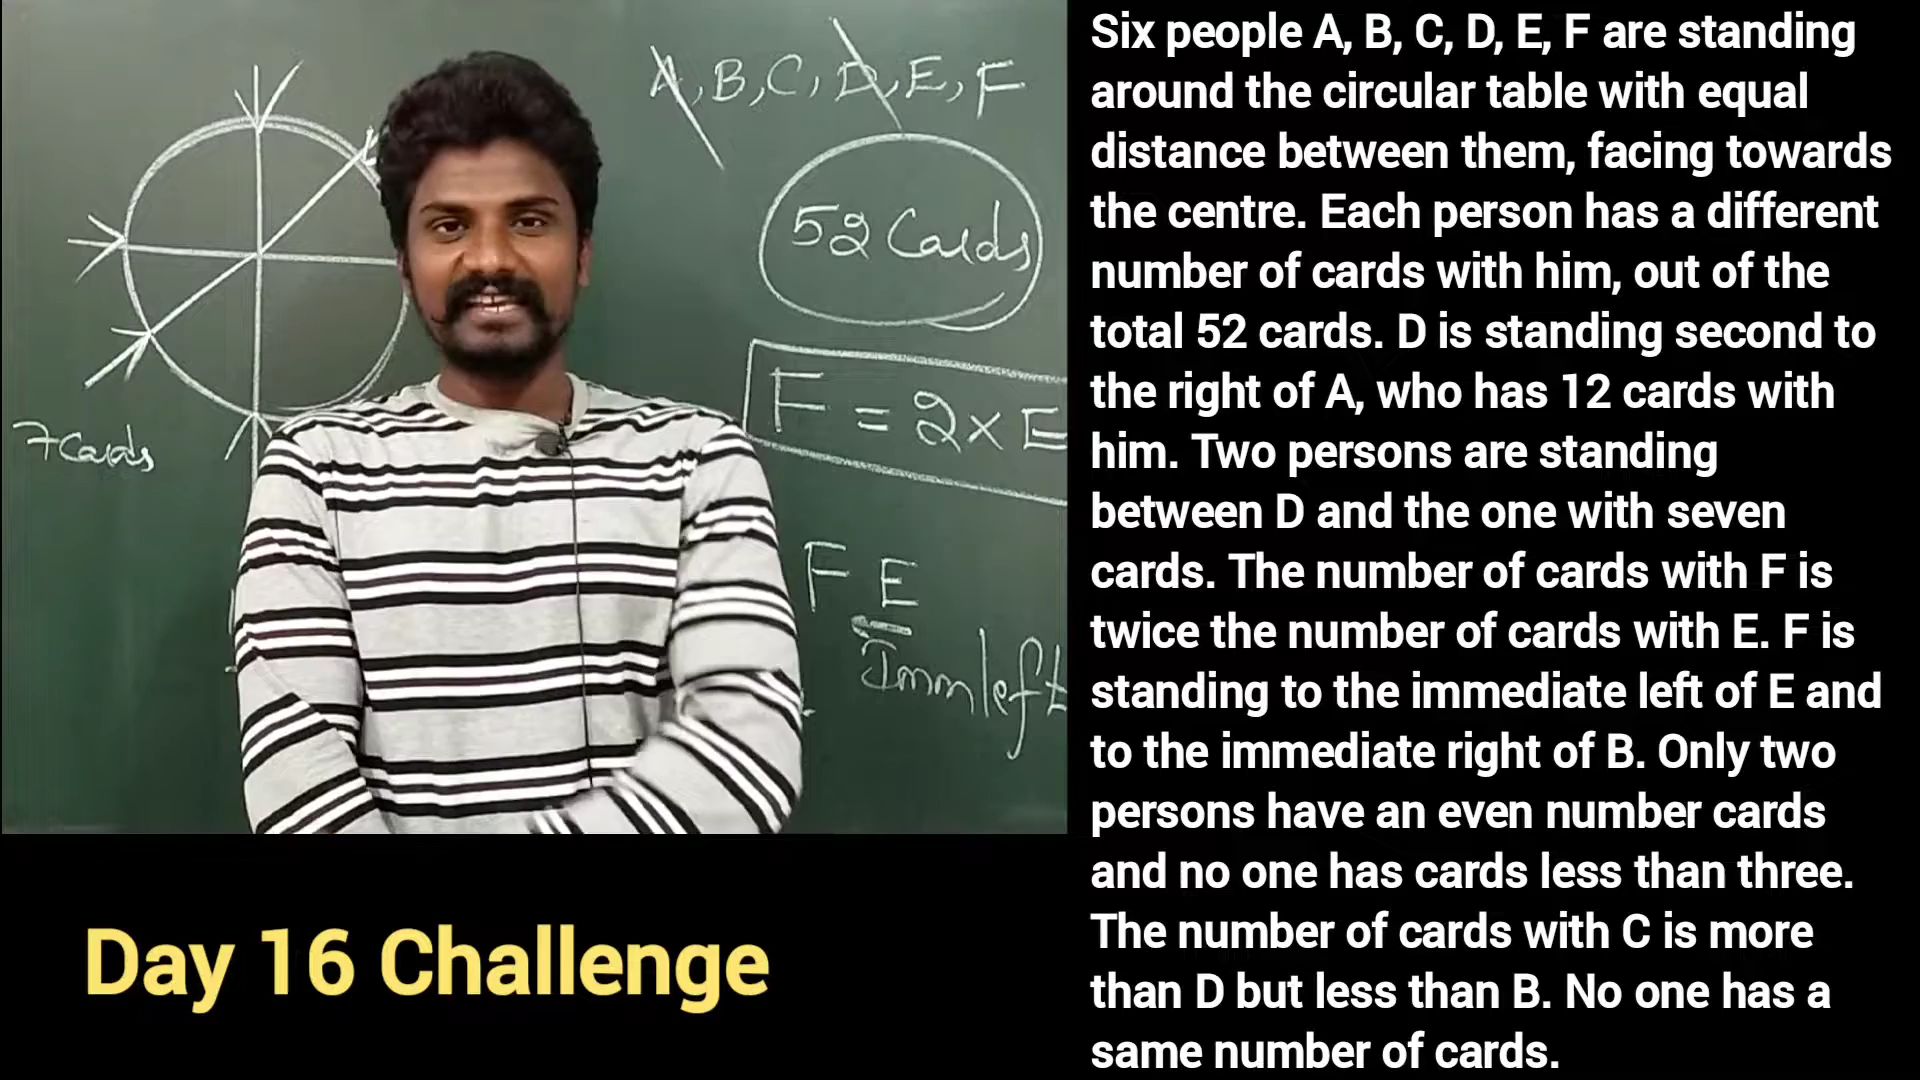 A, B, C, D, E, F
52 Cards
F = 2 x E
7 Cards
F E
Imm left
Day 16 Challenge
Six people A, B, C, D, E, F are standing
around the circular table with equal
distance between them, facing towards
the centre. Each person has a different
number of cards with him, out of the
total 52 cards. D is standing second to
the right of A, who has 12 cards with
him. Two persons are standing
between D and the one with seven
cards. The number of cards with F is
twice the number of cards with E. F is
standing to the immediate left of E and
to the immediate right of B. Only two
persons have an even number cards
and no one has cards less than three.
The number of cards with C is more
than D but less than B. No one has a
same number of cards.